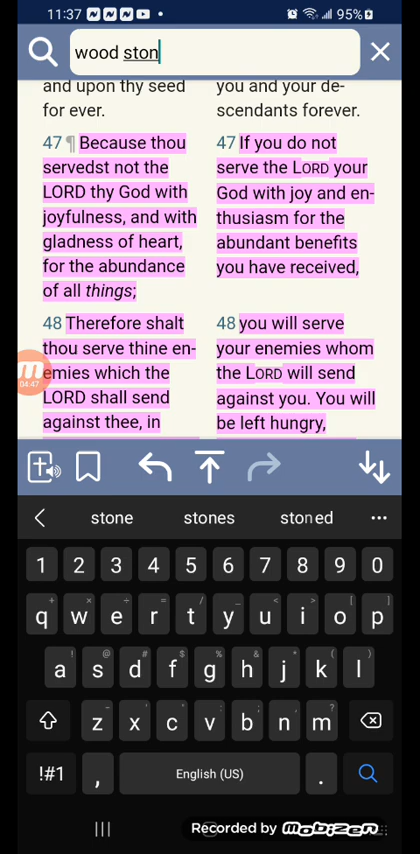 11:37 95%
wood ston
and upon thy seed
for ever.
47 ¶ Because thou
servedst not the
LORD thy God with
joyfulness, and with
gladness of heart,
for the abundance
of all things;
48 Therefore shalt
thou serve thine en-
emies which the
LORD shall send
against thee, in
you and your de-
scendants forever.
47 If you do not
serve the LORD your
God with joy and en-
thusiasm for the
abundant benefits
you have received,
48 you will serve
your enemies whom
the LORD will send
against you. You will
be left hungry,
04:47
stone stones stoned
1 2 3 4 5 6 7 8 9 0
q w e r t y u i o p
a s d f g h j k l
z x c v b n m
!#1 , English (US) .
Recorded by mobizen